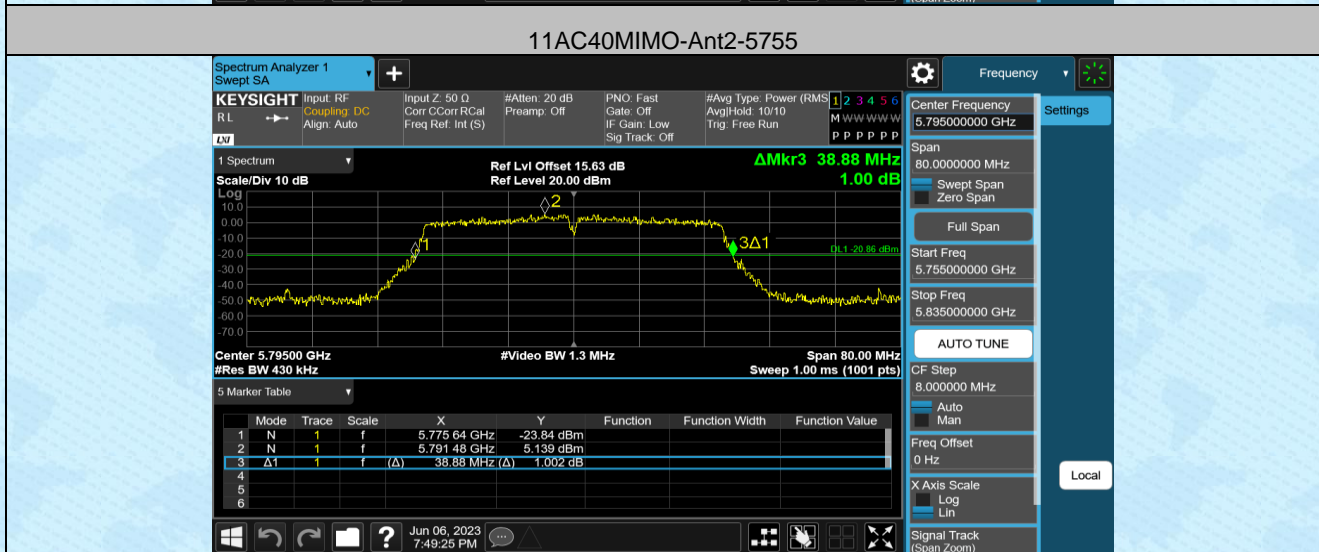 (Span Zoom)
11AC40MIMO-Ant2-5755
Spectrum Analyzer 1
Swept SA
Frequency
KEYSIGHT
R L
LXI
Input: RF
Coupling: DC
Align: Auto
Input Z: 50 Ω
Corr CCorr RCal
Freq Ref: Int (S)
#Atten: 20 dB
Preamp: Off
PNO: Fast
Gate: Off
IF Gain: Low
Sig Track: Off
#Avg Type: Power (RMS
Avg|Hold: 10/10
Trig: Free Run
1 2 3 4 5 6
M W W W W W
P P P P P P
Center Frequency
5.795000000 GHz
Settings
1 Spectrum
Scale/Div 10 dB
Ref Lvl Offset 15.63 dB
Ref Level 20.00 dBm
ΔMkr3 38.88 MHz
1.00 dB
Log
10.0
0.00
-10.0
-20.0
-30.0
-40.0
-50.0
-60.0
-70.0
2
1
3Δ1
DL1 -20.86 dBm
Center 5.79500 GHz
#Res BW 430 kHz
#Video BW 1.3 MHz
Span 80.00 MHz
Sweep 1.00 ms (1001 pts)
Span
80.0000000 MHz
Swept Span
Zero Span
Full Span
Start Freq
5.755000000 GHz
Stop Freq
5.835000000 GHz
AUTO TUNE
CF Step
8.000000 MHz
Auto
Man
Freq Offset
0 Hz
X Axis Scale
Log
Lin
Signal Track
(Span Zoom)
Local
5 Marker Table
Mode Trace Scale X Y Function Function Width Function Value
1 N 1 f 5.775 64 GHz -23.84 dBm
2 N 1 f 5.791 48 GHz 5.139 dBm
3 Δ1 1 f (Δ) 38.88 MHz (Δ) 1.002 dB
4
5
6
?
Jun 06, 2023
7:49:25 PM